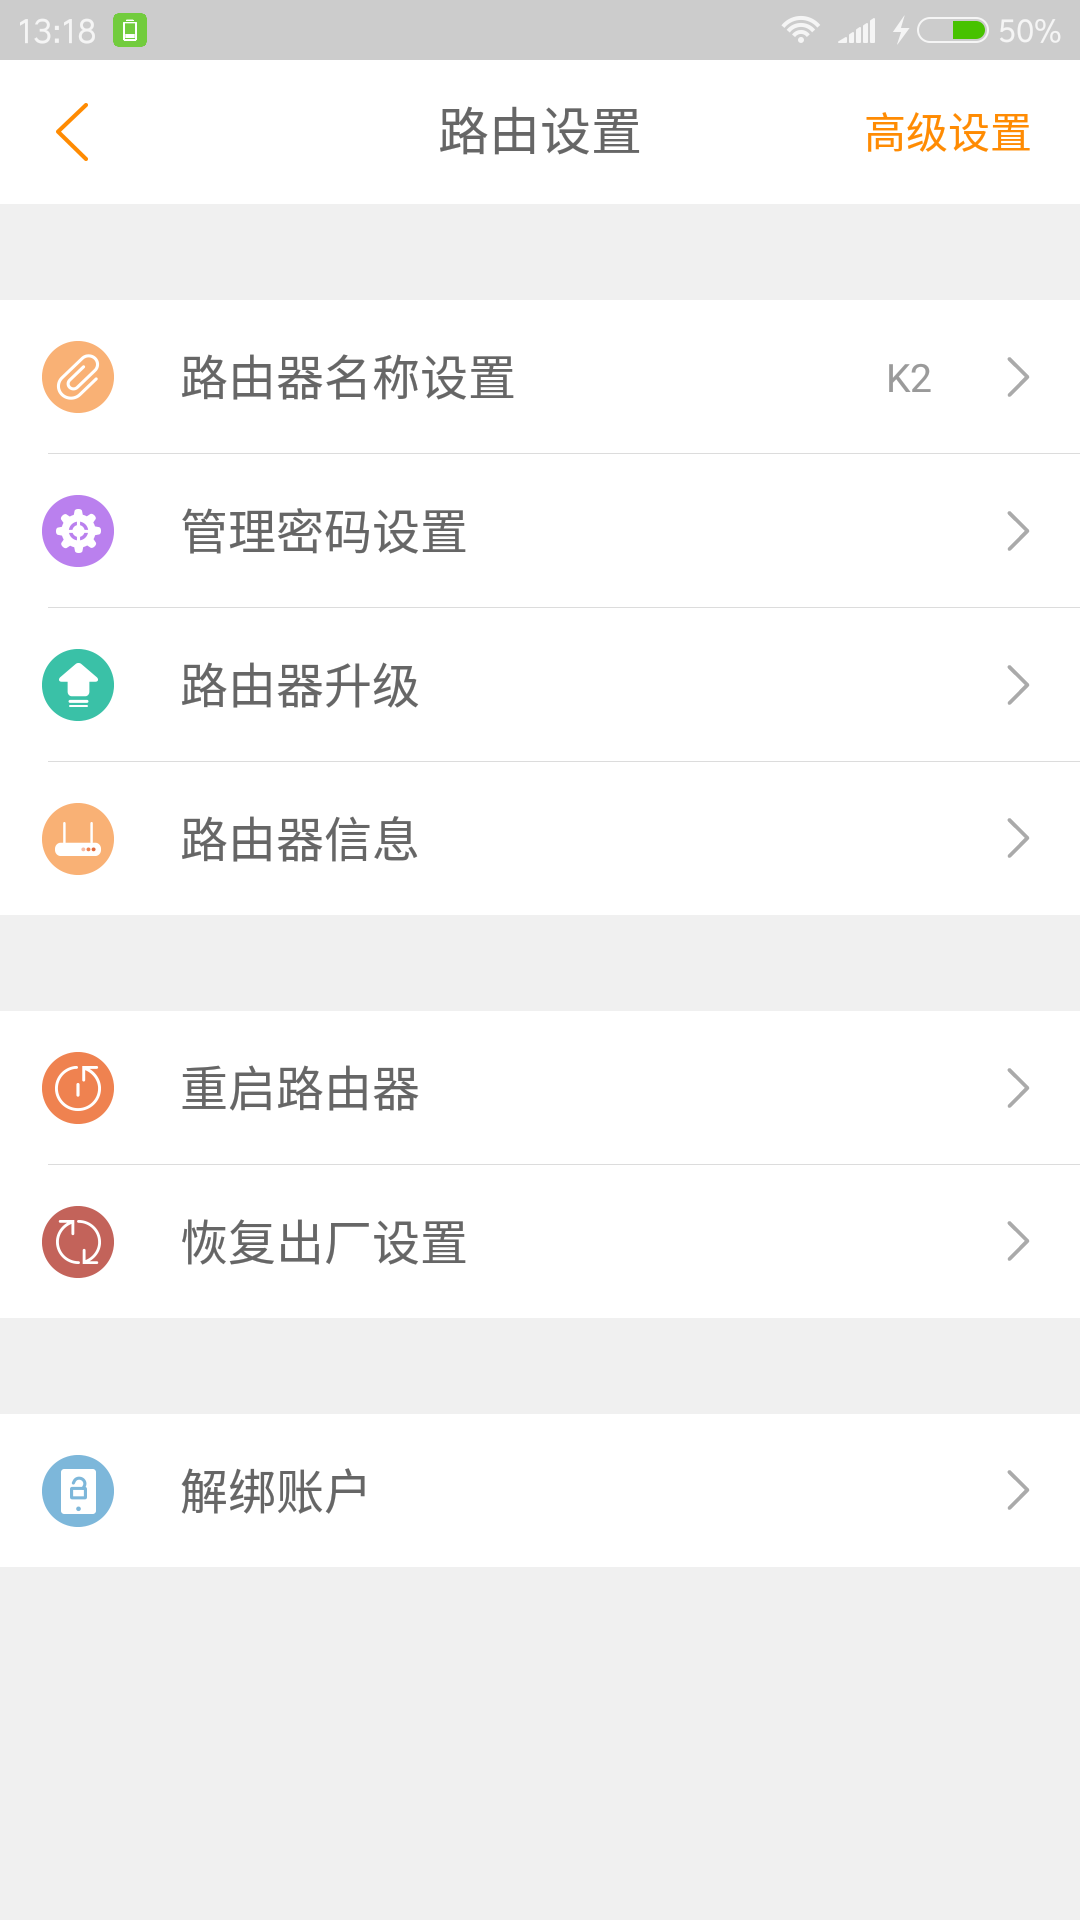 13:18 50%
路由设置 高级设置
路由器名称设置 K2
管理密码设置
路由器升级
路由器信息
重启路由器
恢复出厂设置
解绑账户